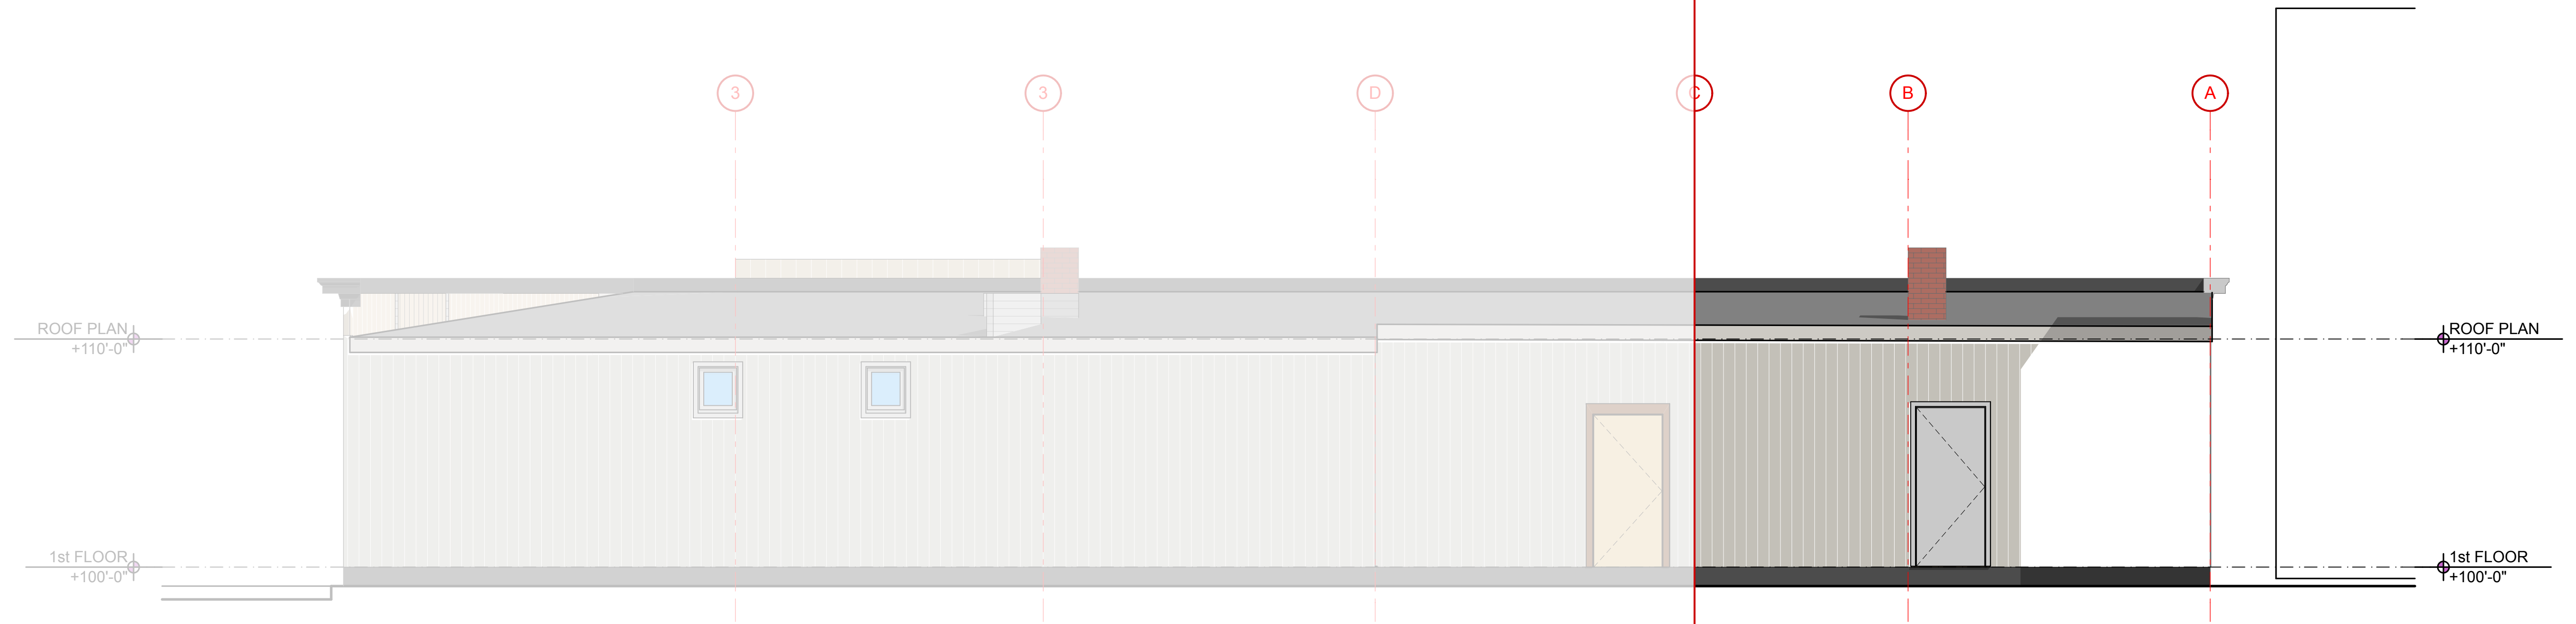 3 3 D C B A
ROOF PLAN
+110'-0"
ROOF PLAN
+110'-0"
1st FLOOR
+100'-0"
1st FLOOR
+100'-0"